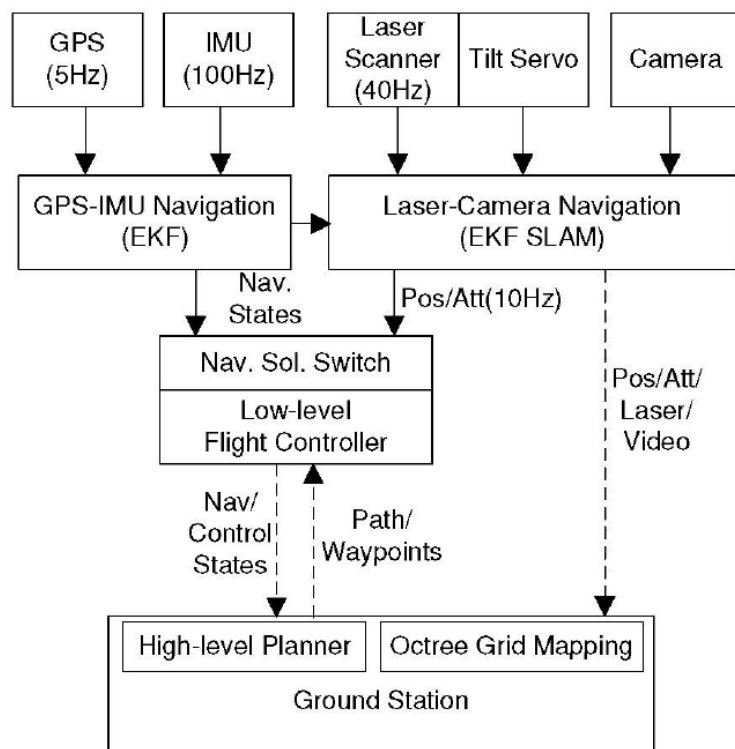 GPS
(5Hz)
IMU
(100Hz)
Laser
Scanner
(40Hz)
Tilt Servo
Camera
GPS-IMU Navigation
(EKF)
Laser-Camera Navigation
(EKF SLAM)
Nav.
States
Pos/Att(10Hz)
Nav. Sol. Switch
Low-level
Flight Controller
Pos/Att/
Laser/
Video
Nav/
Control
States
Path/
Waypoints
High-level Planner
Octree Grid Mapping
Ground Station